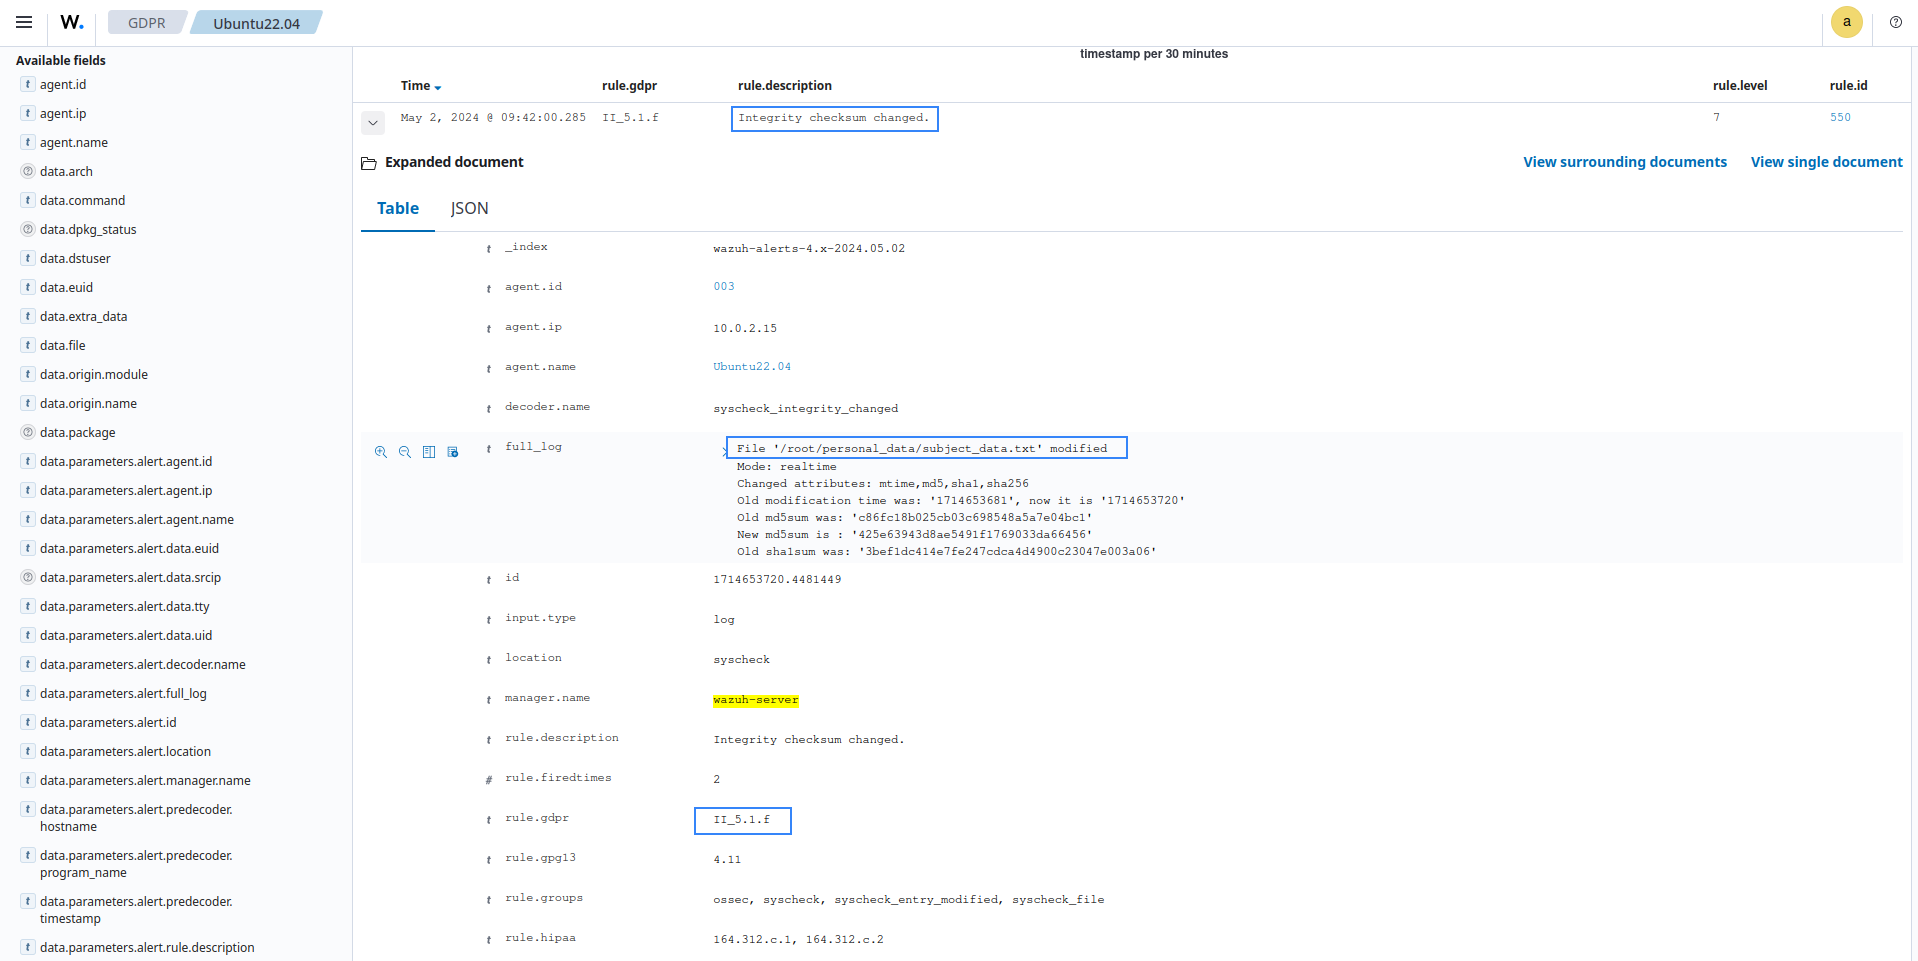 W.
GDPR
Ubuntu22.04
a
Available fields
t agent.id
t agent.ip
t agent.name
data.arch
t data.command
data.dpkg_status
t data.dstuser
t data.euid
t data.extra_data
t data.file
t data.origin.module
t data.origin.name
data.package
t data.parameters.alert.agent.id
t data.parameters.alert.agent.ip
t data.parameters.alert.agent.name
t data.parameters.alert.data.euid
data.parameters.alert.data.srcip
t data.parameters.alert.data.tty
t data.parameters.alert.data.uid
t data.parameters.alert.decoder.name
t data.parameters.alert.full_log
t data.parameters.alert.id
t data.parameters.alert.location
t data.parameters.alert.manager.name
t data.parameters.alert.predecoder.
hostname
t data.parameters.alert.predecoder.
program_name
t data.parameters.alert.predecoder.
timestamp
t data.parameters.alert.rule.description
timestamp per 30 minutes
Time rule.gdpr rule.description rule.level rule.id
May 2, 2024 @ 09:42:00.285 II_5.1.f Integrity checksum changed. 7 550
Expanded document View surrounding documents View single document
Table JSON
t _index wazuh-alerts-4.x-2024.05.02
t agent.id 003
t agent.ip 10.0.2.15
t agent.name Ubuntu22.04
t decoder.name syscheck_integrity_changed
t full_log File '/root/personal_data/subject_data.txt' modified
Mode: realtime
Changed attributes: mtime,md5,sha1,sha256
Old modification time was: '1714653681', now it is '1714653720'
Old md5sum was: 'c86fc18b025cb03c698548a5a7e04bc1'
New md5sum is : '425e63943d8ae5491f1769033da66456'
Old sha1sum was: '3bef1dc414e7fe247cdca4d4900c23047e003a06'
t id 1714653720.4481449
t input.type log
t location syscheck
t manager.name wazuh-server
t rule.description Integrity checksum changed.
# rule.firedtimes 2
t rule.gdpr II_5.1.f
t rule.gpg13 4.11
t rule.groups ossec, syscheck, syscheck_entry_modified, syscheck_file
t rule.hipaa 164.312.c.1, 164.312.c.2